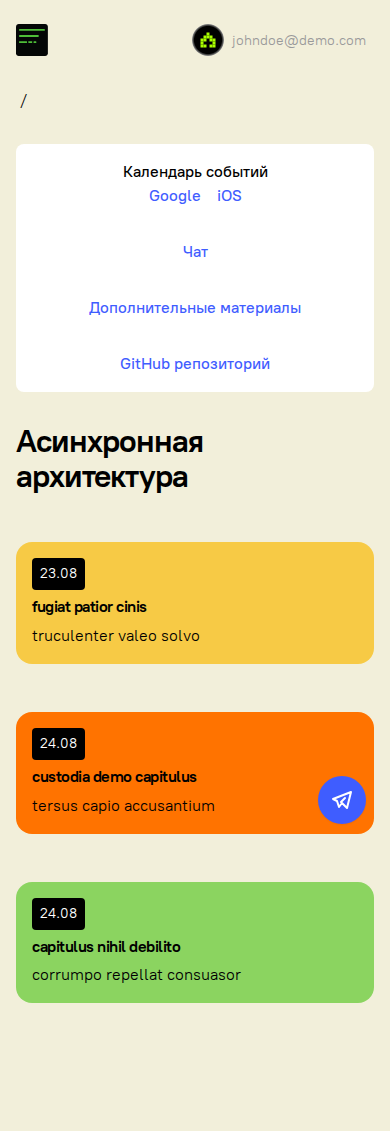 johndoe@demo.com
/
Календарь событий
Google iOS
Чат
Дополнительные материалы
GitHub репозиторий
Асинхронная
архитектура
23.08
fugiat patior cinis
truculenter valeo solvo
24.08
custodia demo capitulus
tersus capio accusantium
24.08
capitulus nihil debilito
corrumpo repellat consuasor